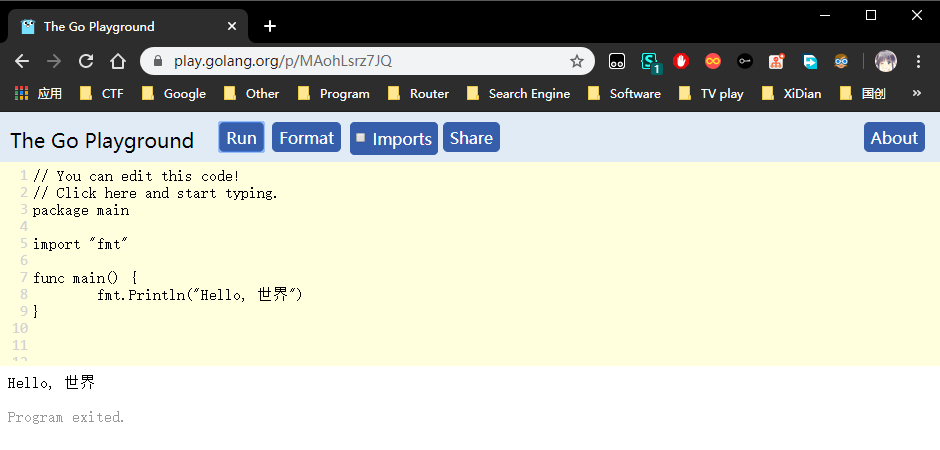 The Go Playground
play.golang.org/p/MAohLsrz7JQ
1
应用 CTF Google Other Program Router Search Engine Software TV play XiDian 国创 »
The Go Playground Run Format Imports Share About
1 // You can edit this code!
2 // Click here and start typing.
3 package main
4
5 import "fmt"
6
7 func main() {
8 fmt.Println("Hello, 世界")
9 }
10
11
12
Hello, 世界
Program exited.